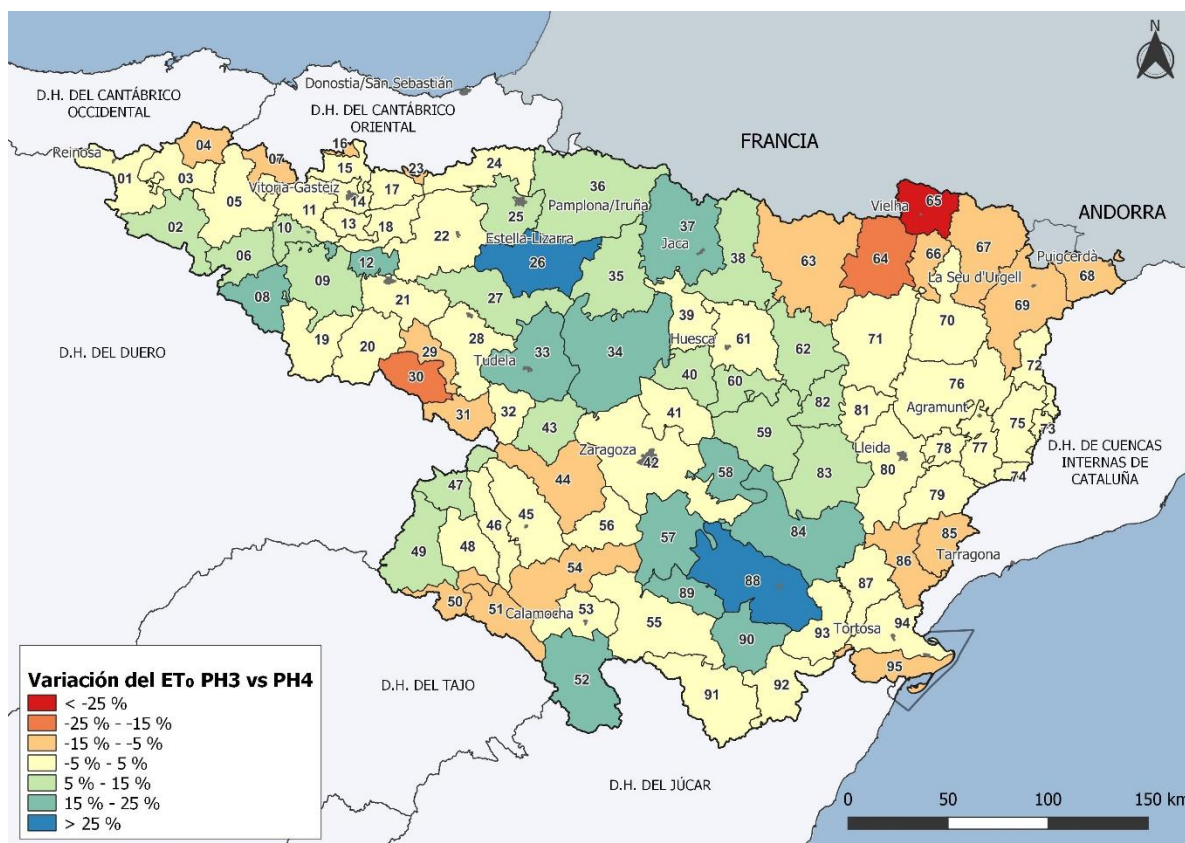 N
Donostia/San Sebastián
D.H. DEL CANTÁBRICO
OCCIDENTAL
D.H. DEL CANTÁBRICO
ORIENTAL
FRANCIA
ANDORRA
Reinosa
Vitoria-Gasteiz
Pamplona/Iruña
Estella-Lizarra
Jaca
Vielha
Puigcerdà
La Seu d'Urgell
D.H. DEL DUERO
Tudela
Huesca
Agramunt
Zaragoza
Lleida
D.H. DE CUENCAS
INTERNAS DE
CATALUÑA
Tarragona
Calamocha
Tortosa
D.H. DEL TAJO
D.H. DEL JÚCAR
01
02
03
04
05
06
07
08
09
10
11
12
13
14
15
16
17
18
19
20
21
22
23
24
25
26
27
28
29
30
31
32
33
34
35
36
37
38
39
40
41
42
43
44
45
46
47
48
49
50
51
52
53
54
55
56
57
58
59
60
61
62
63
64
65
66
67
68
69
70
71
72
73
74
75
76
77
78
79
80
81
82
83
84
85
86
87
88
89
90
91
92
93
94
95
Variación del ET₀ PH3 vs PH4
< -25 %
-25 % - -15 %
-15 % - -5 %
-5 % - 5 %
5 % - 15 %
15 % - 25 %
> 25 %
0 50 100 150 km